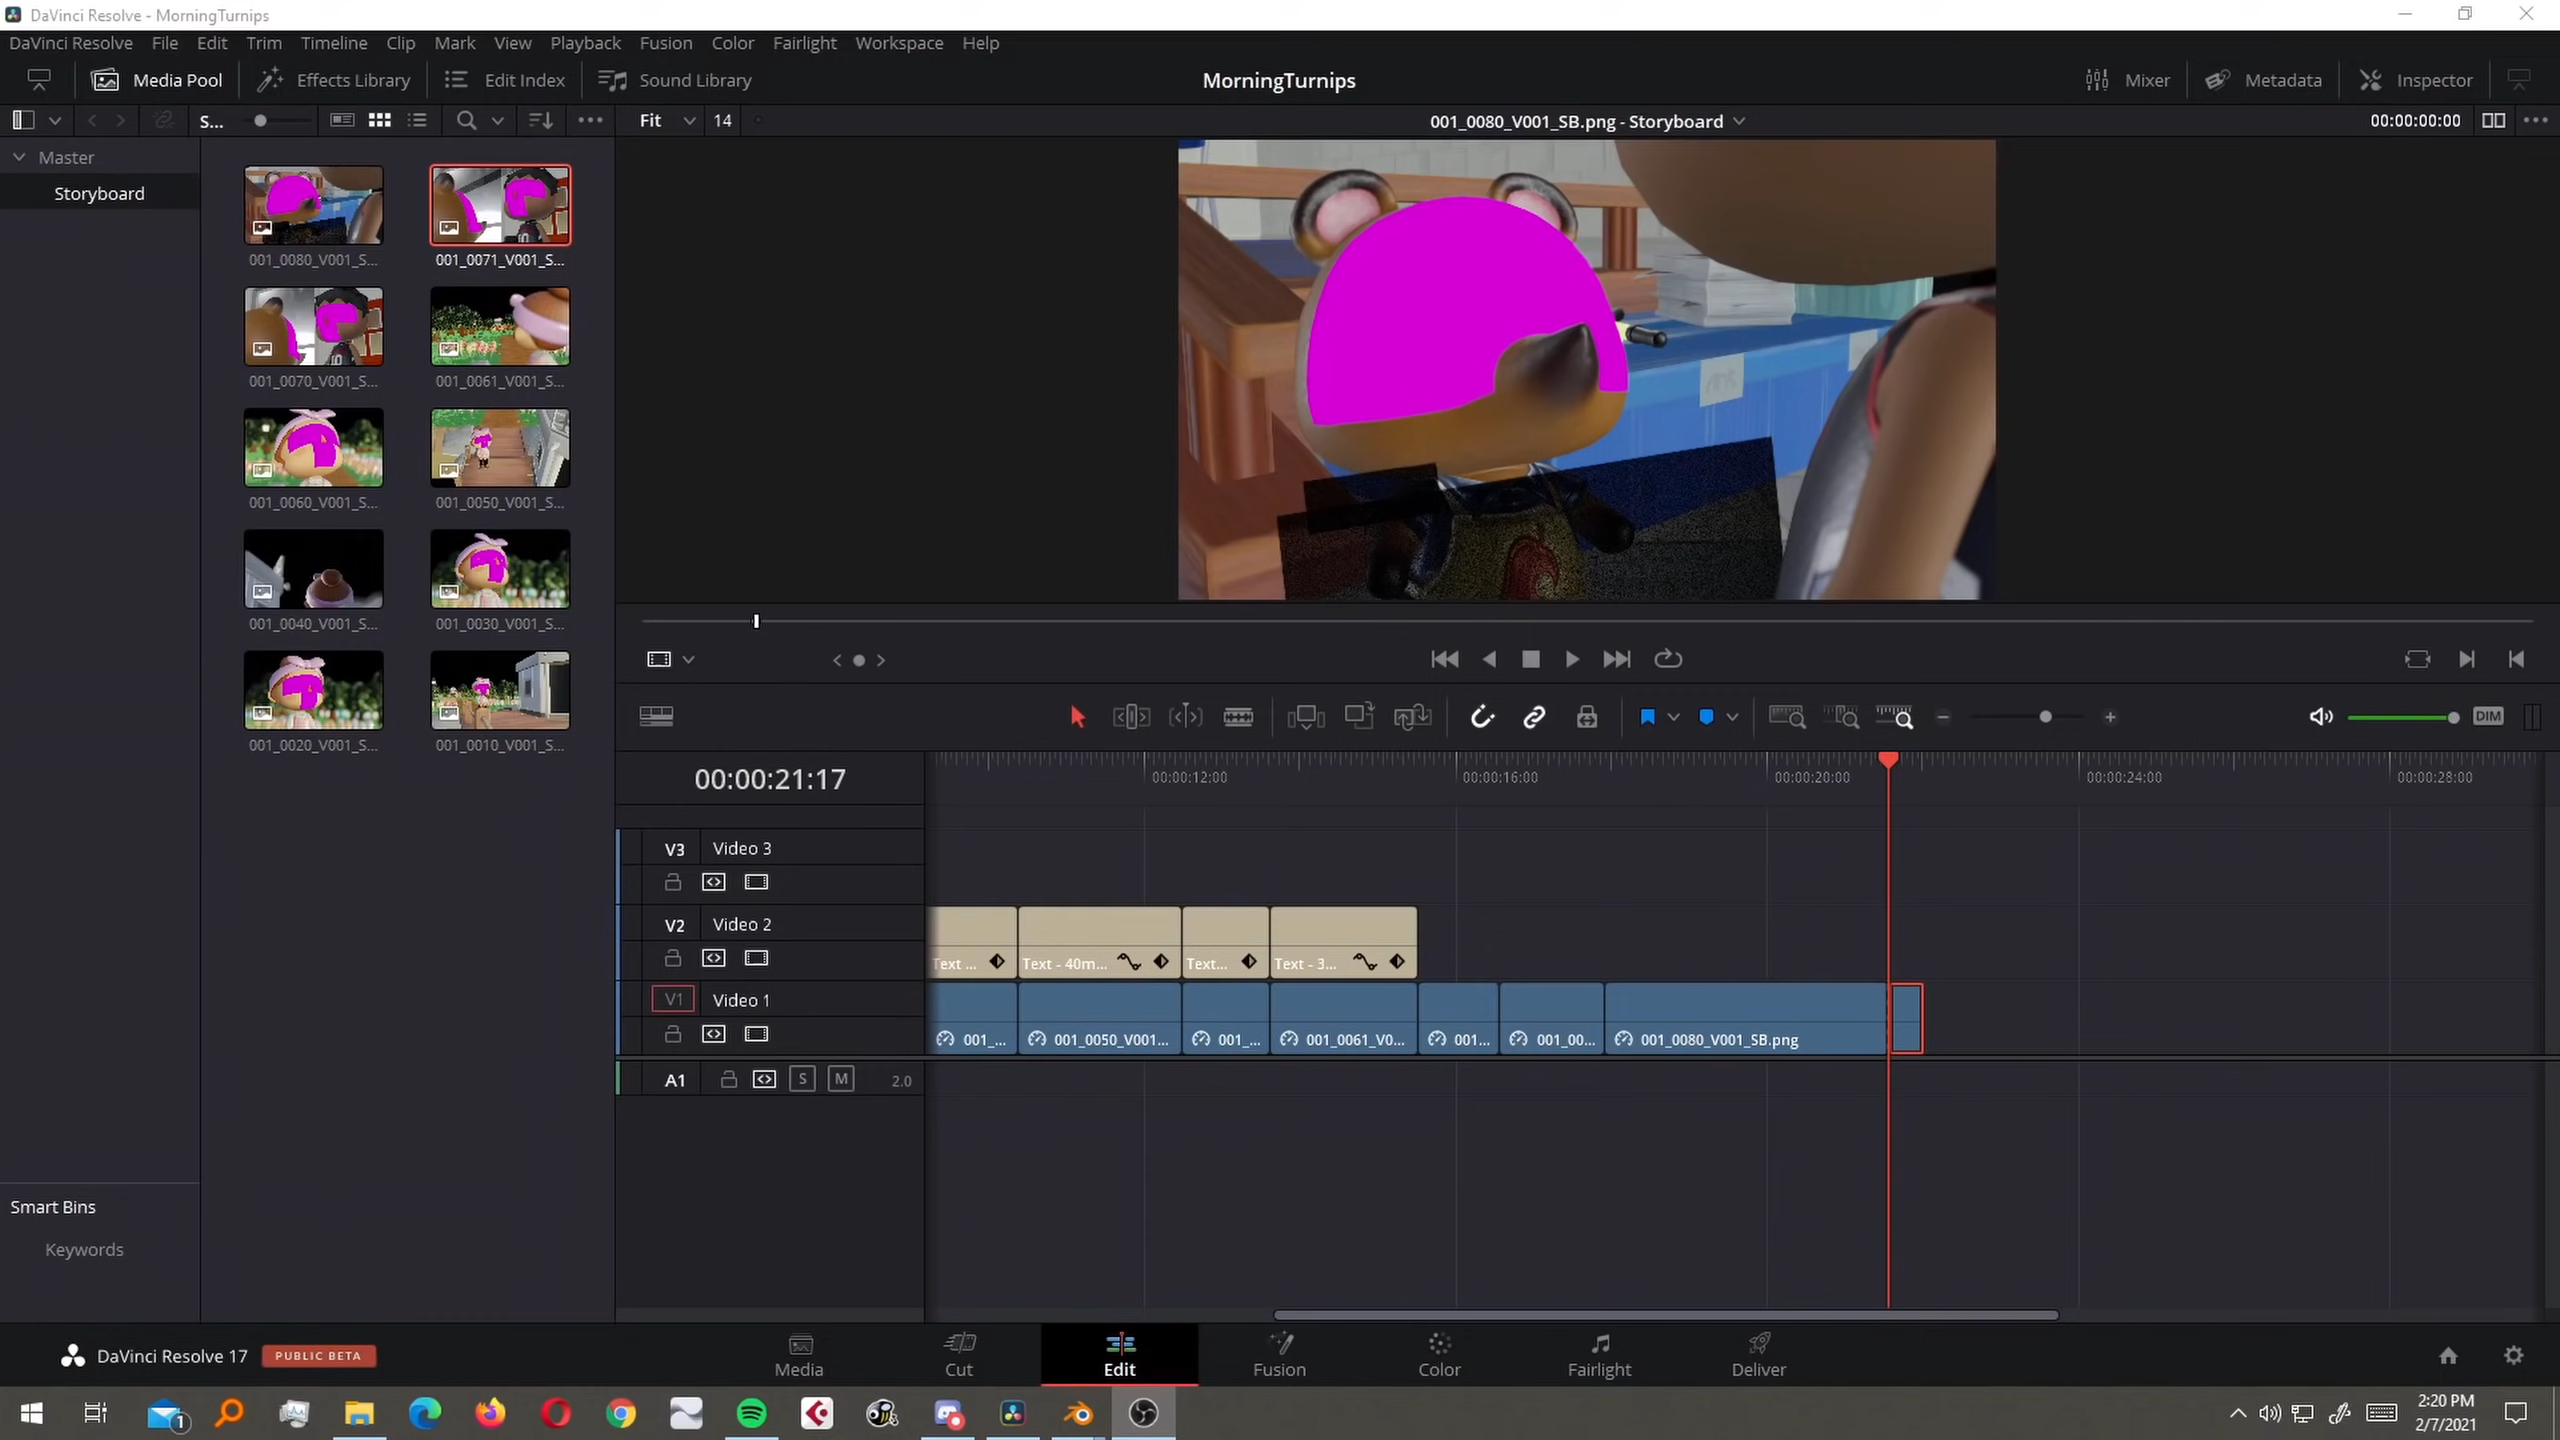 DaVinci Resolve - MorningTurnips
DaVinci Resolve File Edit Trim Timeline Clip Mark View Playback Fusion Color Fairlight Workspace Help
Media Pool Effects Library Edit Index Sound Library MorningTurnips Mixer Metadata Inspector
S... Fit 14 001_0080_V001_SB.png - Storyboard 00:00:00:00
Master
Storyboard
001_0080_V001_S... 001_0071_V001_S...
001_0070_V001_S... 001_0061_V001_S...
001_0060_V001_S... 001_0050_V001_S...
001_0040_V001_S... 001_0030_V001_S...
001_0020_V001_S... 001_0010_V001_S...
DIM
00:00:21:17 00:00:12:00 00:00:16:00 00:00:20:00 00:00:24:00 00:00:28:00
V3 Video 3
V2 Video 2
Text ... Text - 40m... Text... Text - 3...
V1 Video 1
001_... 001_0050_V001... 001_... 001_0061_V0... 001... 001_00... 001_0080_V001_SB.png
A1 S M 2.0
Smart Bins
Keywords
DaVinci Resolve 17 PUBLIC BETA Media Cut Edit Fusion Color Fairlight Deliver
1
2:20 PM
2/7/2021